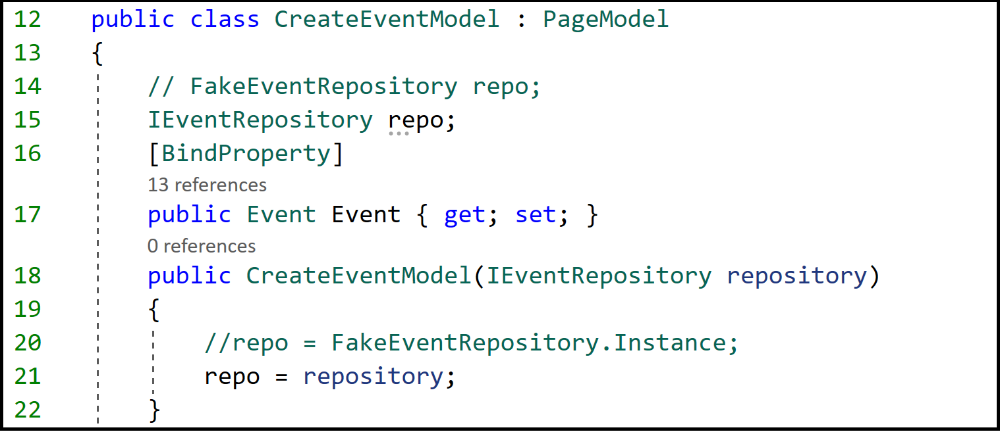 12 public class CreateEventModel : PageModel
13 {
14 // FakeEventRepository repo;
15 IEventRepository repo;
16 [BindProperty]
13 references
17 public Event Event { get; set; }
0 references
18 public CreateEventModel(IEventRepository repository)
19 {
20 //repo = FakeEventRepository.Instance;
21 repo = repository;
22 }